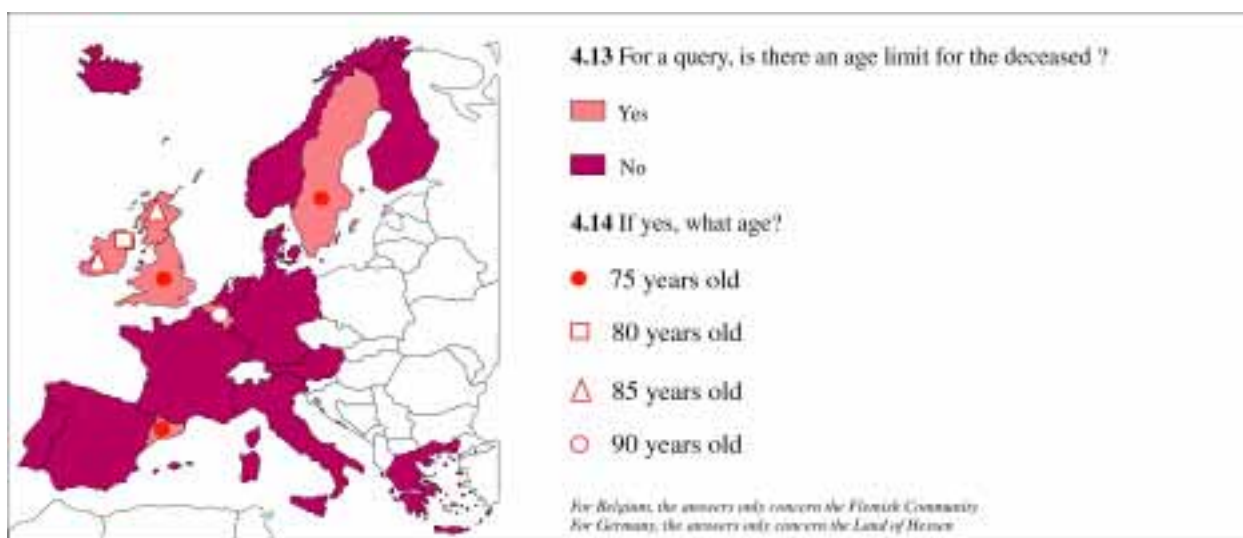 4.13 For a query, is there an age limit for the deceased ?
Yes
No
4.14 If yes, what age?
75 years old
80 years old
85 years old
90 years old
For Belgium, the answers only concern the Flemish Community
For Germany, the answers only concern the Land of Hessen